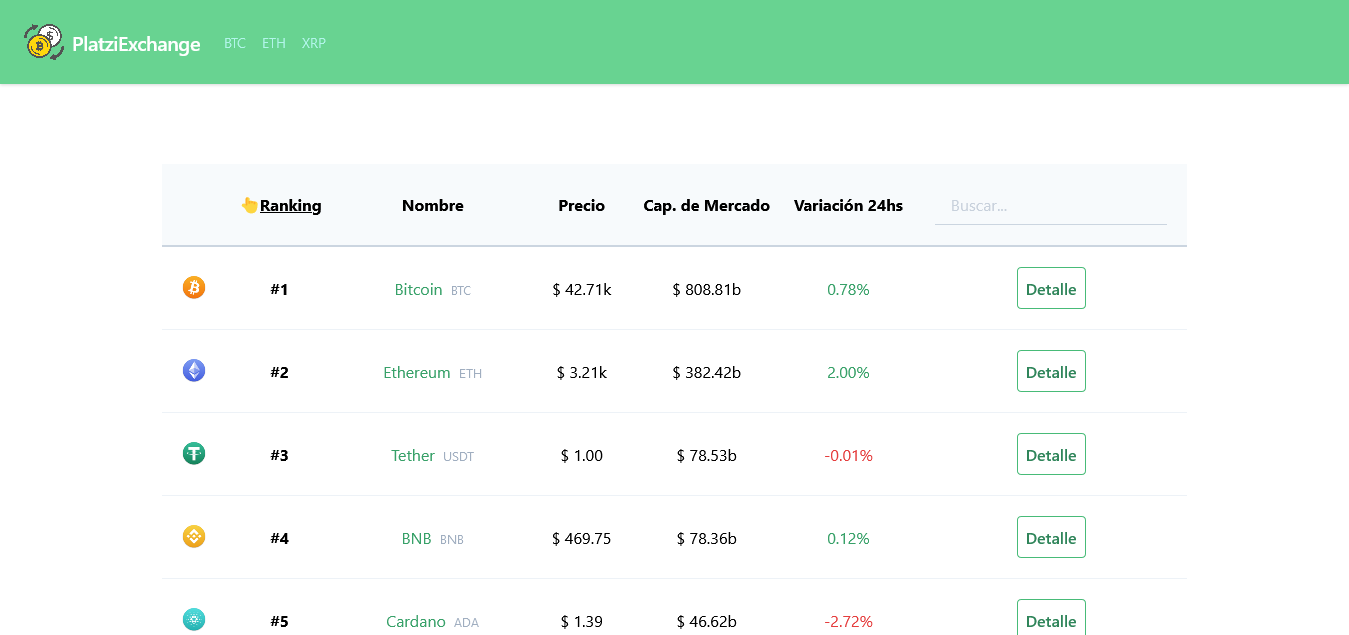 PlatziExchange BTC ETH XRP
👆Ranking Nombre Precio Cap. de Mercado Variación 24hs Buscar...
#1 Bitcoin BTC $ 42.71k $ 808.81b 0.78% Detalle
#2 Ethereum ETH $ 3.21k $ 382.42b 2.00% Detalle
#3 Tether USDT $ 1.00 $ 78.53b -0.01% Detalle
#4 BNB BNB $ 469.75 $ 78.36b 0.12% Detalle
#5 Cardano ADA $ 1.39 $ 46.62b -2.72% Detalle